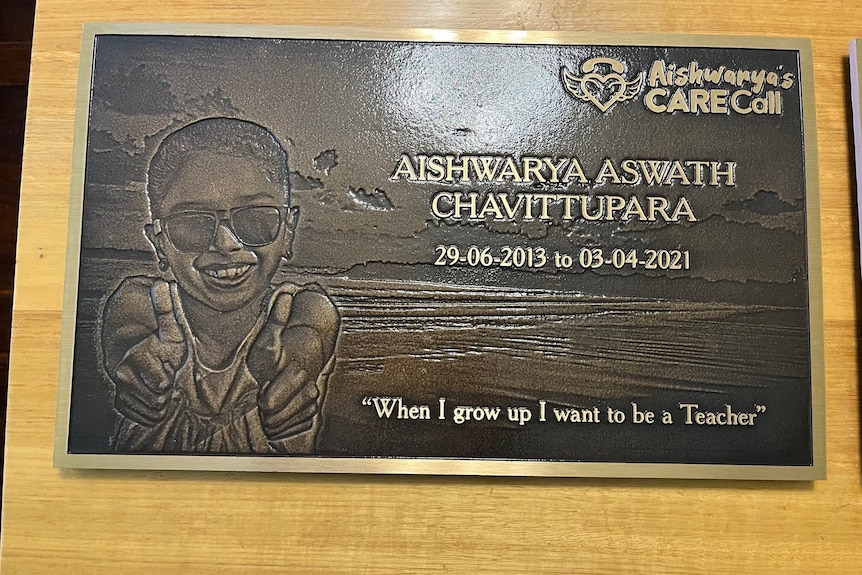 Aishwarya's
CARE Call
AISHWARYA ASWATH
CHAVITTUPARA
29-06-2013 to 03-04-2021
“When I grow up I want to be a Teacher”